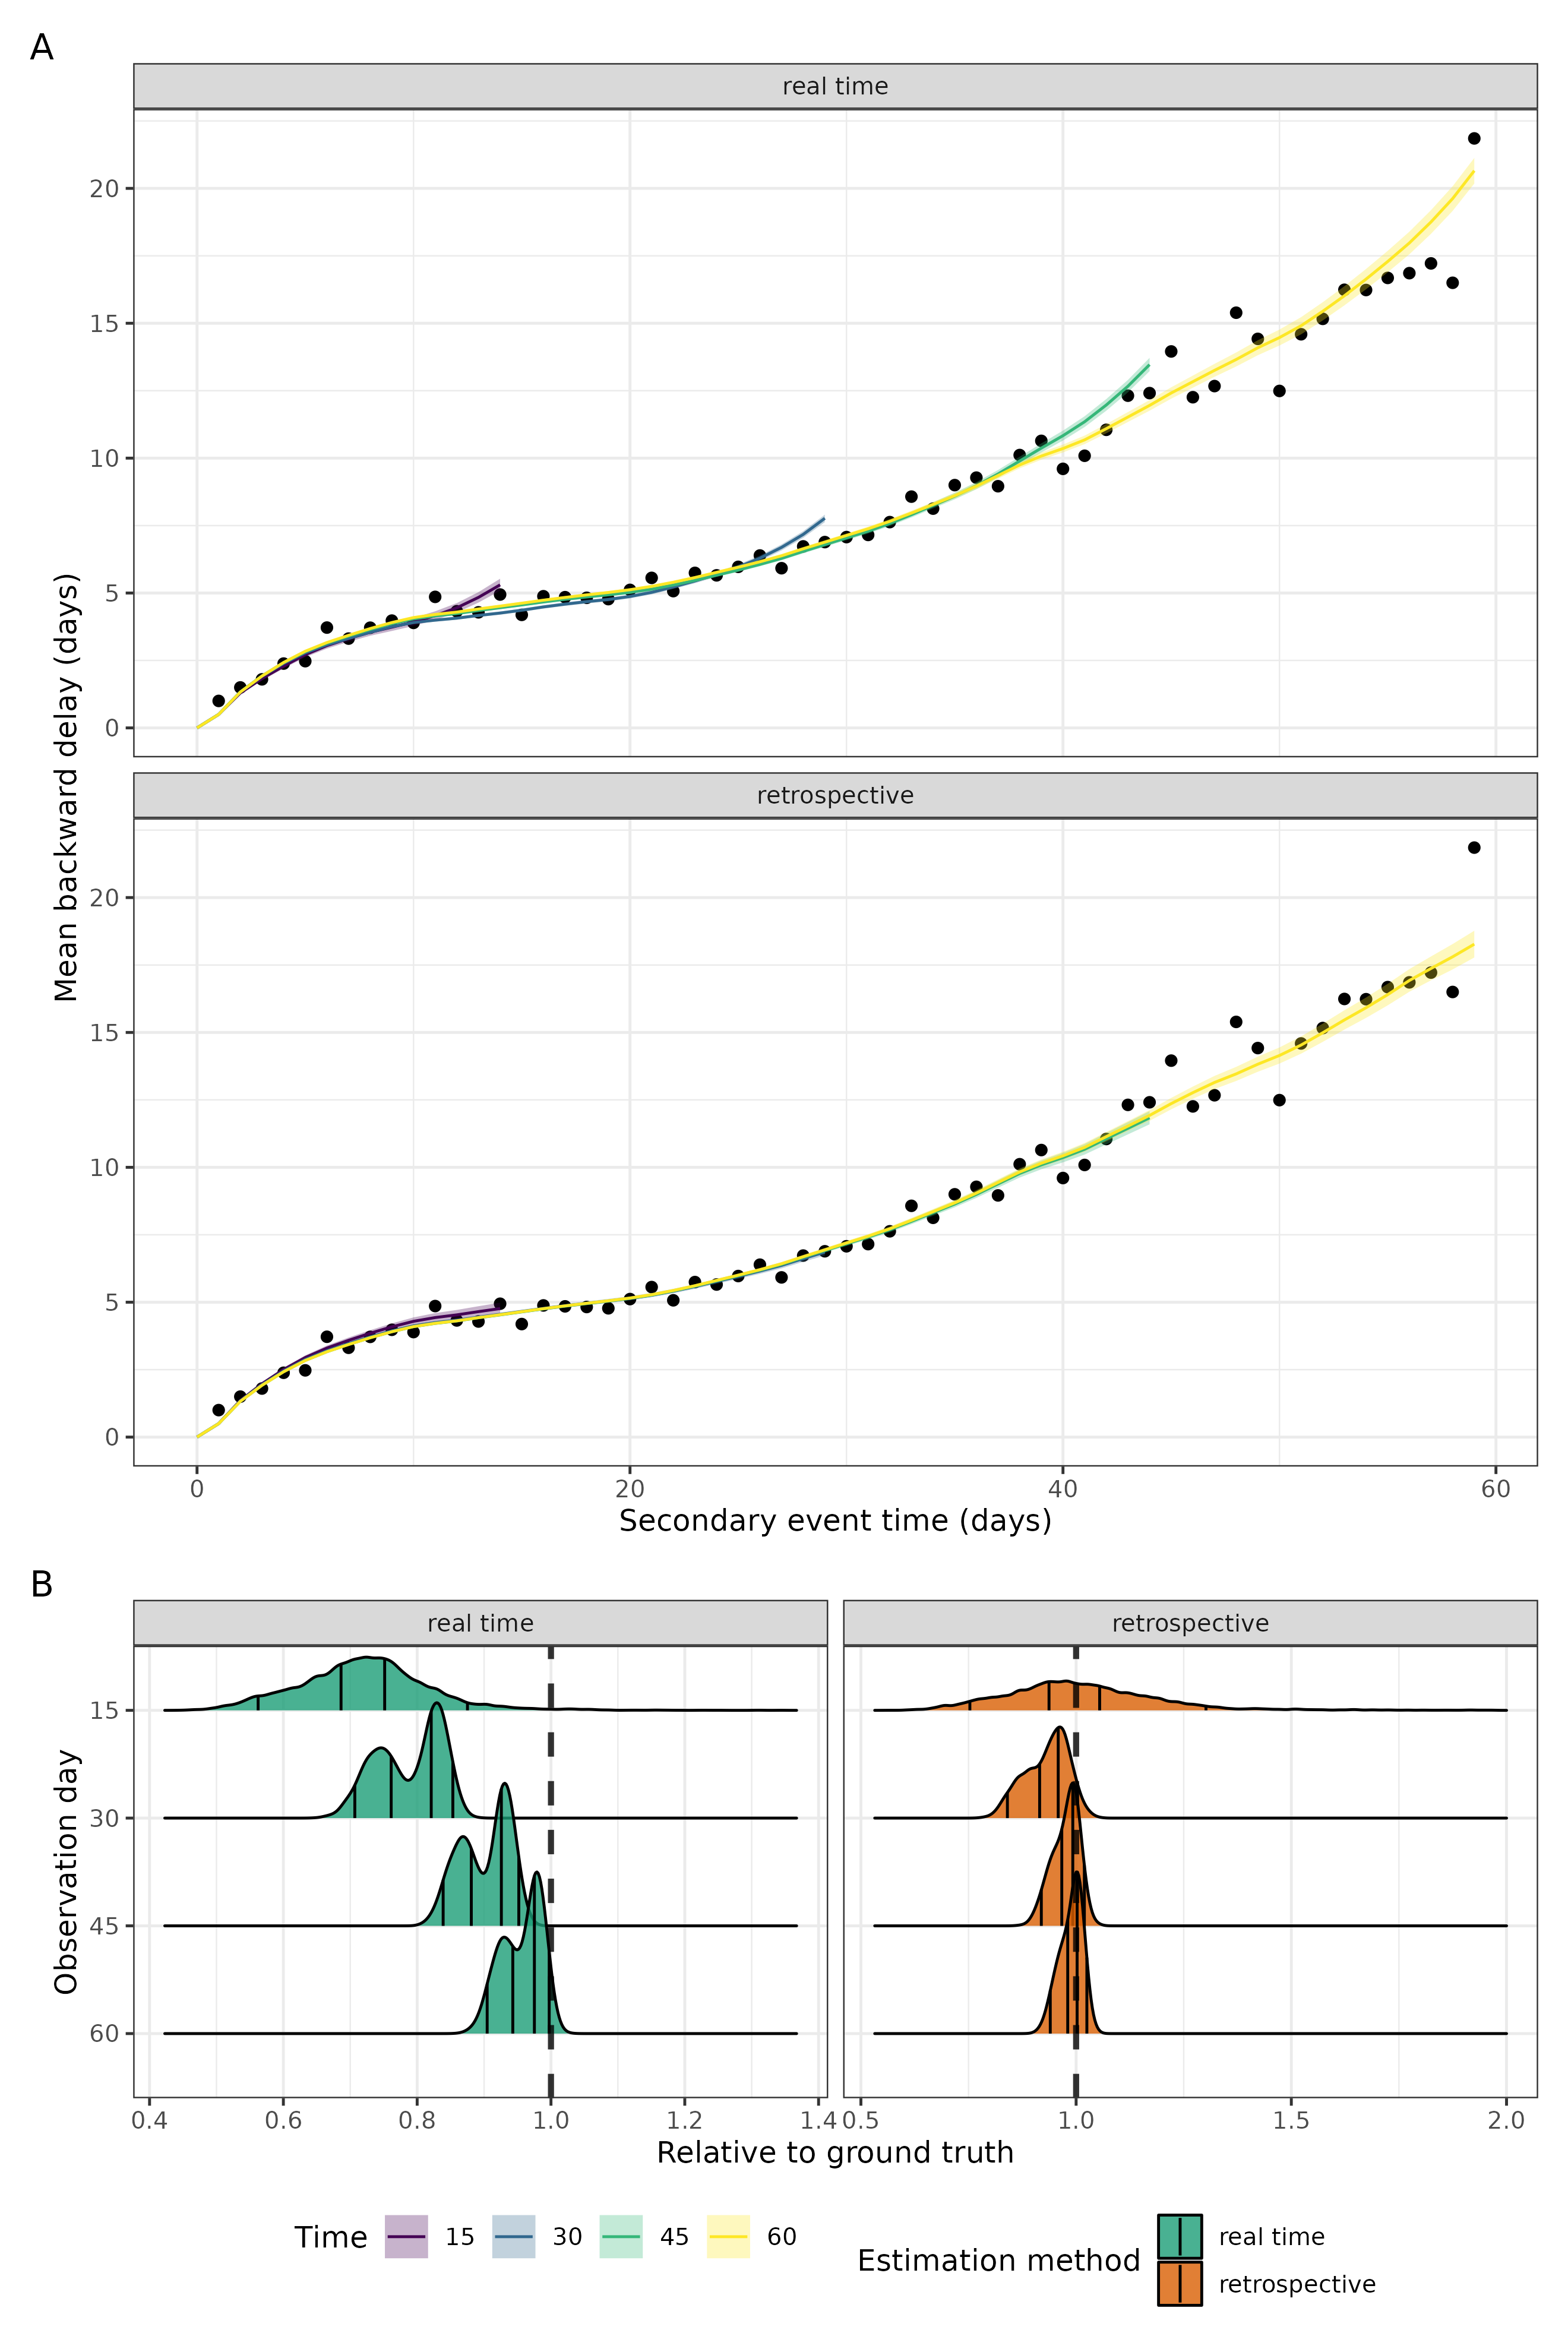 A
real time
20
15
10
5
0
Mean backward delay (days)
retrospective
20
15
10
5
0
0 20 40 60
Secondary event time (days)
B
real time retrospective
15
30
45
60
Observation day
0.4 0.6 0.8 1.0 1.2 1.4 0.5 1.0 1.5 2.0
Relative to ground truth
Time 15 30 45 60
Estimation method
real time
retrospective